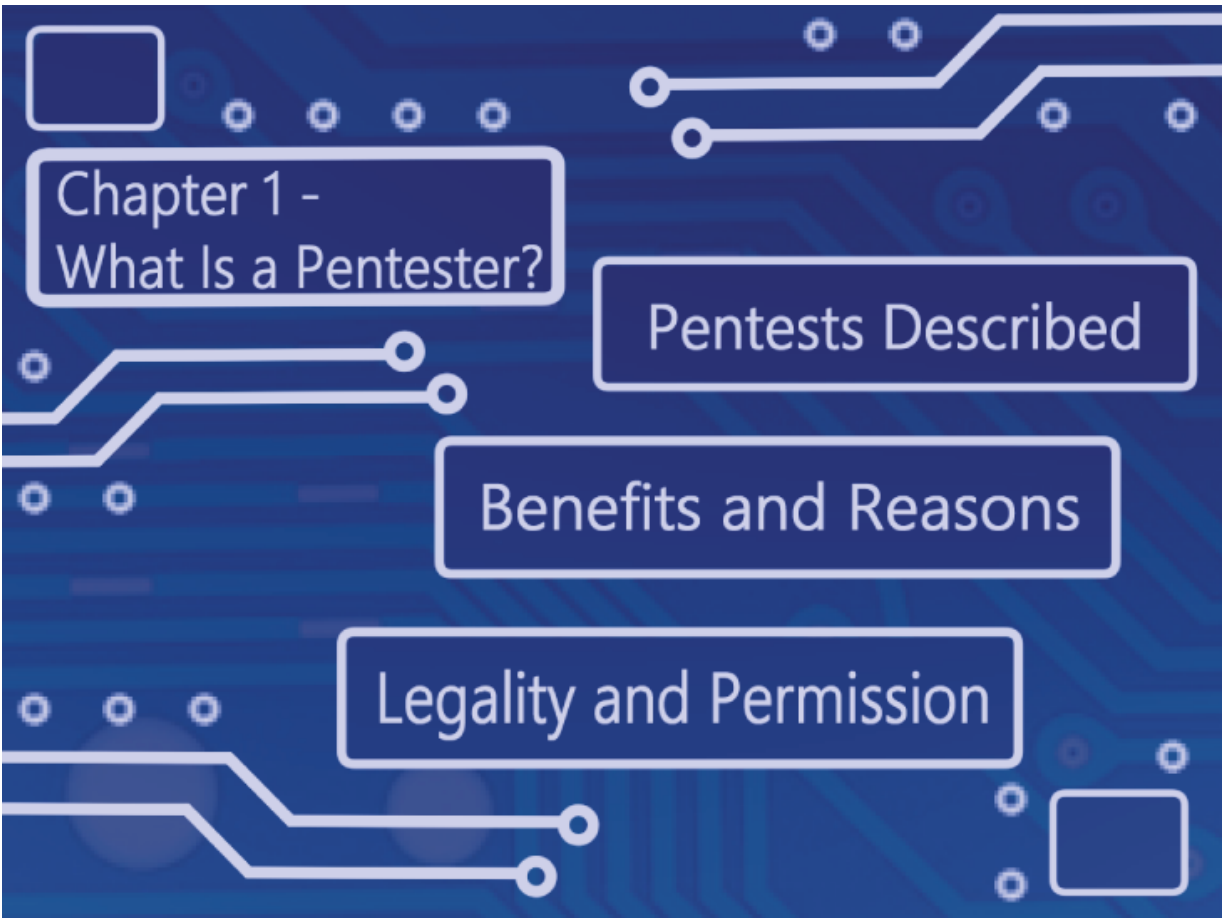 Chapter 1 -
What Is a Pentester?
Pentests Described
Benefits and Reasons
Legality and Permission